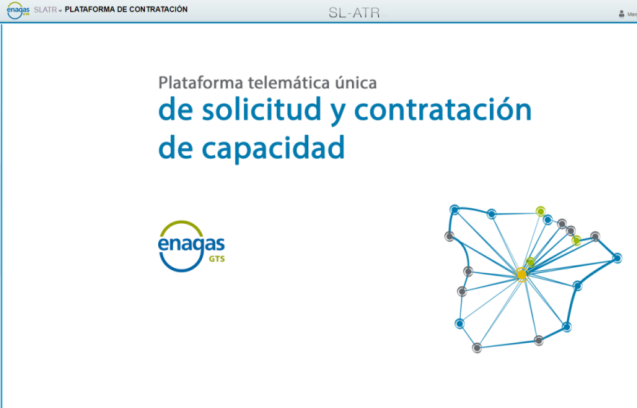 enagas SLATR - PLATAFORMA DE CONTRATACIÓN
SL-ATR
Plataforma telemática única
de solicitud y contratación
de capacidad
enagas
GTS